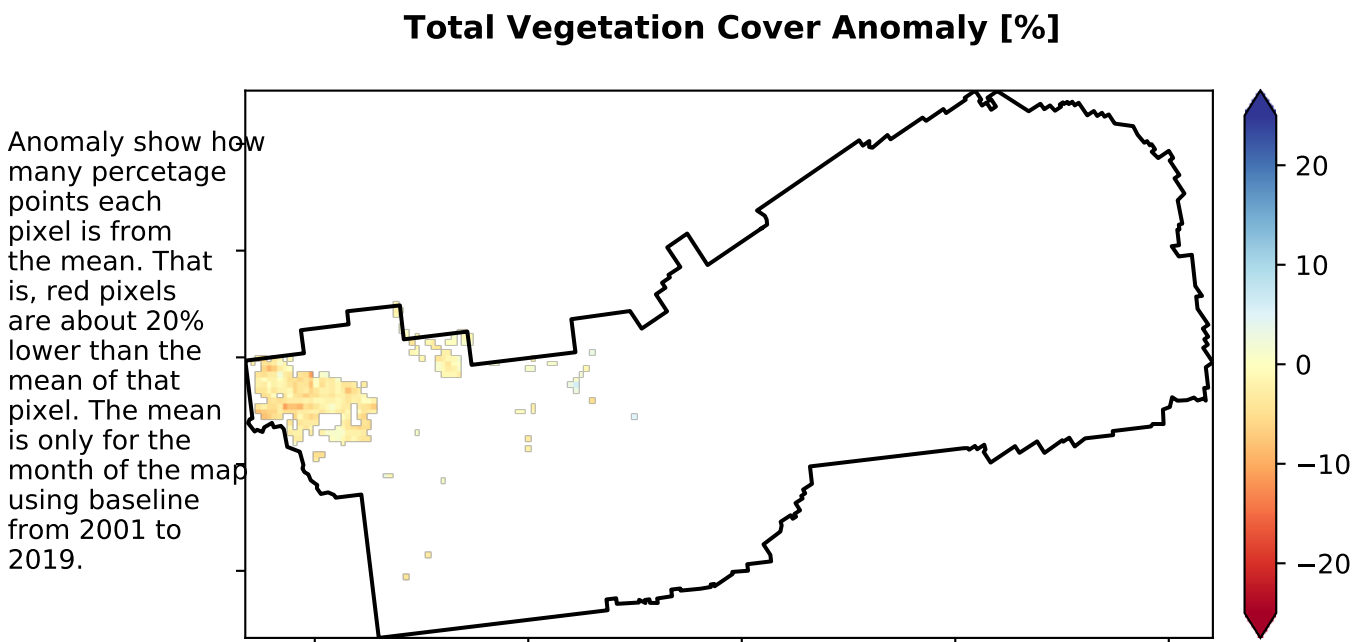 Total Vegetation Cover Anomaly [%]
Anomaly show how
many percetage
points each
pixel is from
the mean. That
is, red pixels
are about 20%
lower than the
mean of that
pixel. The mean
is only for the
month of the map
using baseline
from 2001 to
2019.
20
10
0
−10
−20